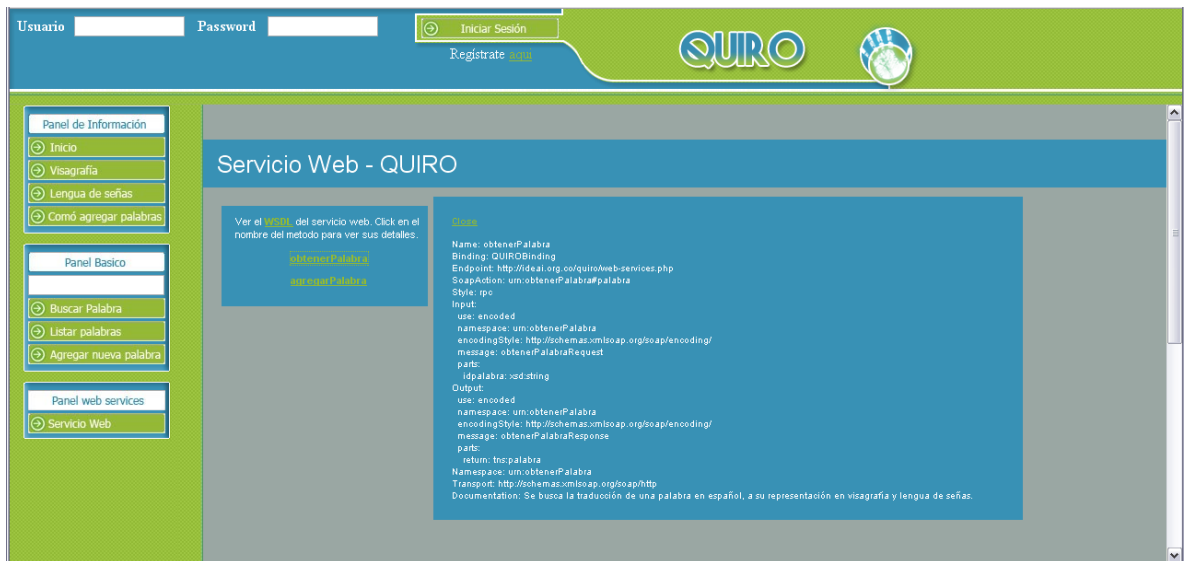 Usuario
Password
Iniciar Sesión
Regístrate aqui
QUIRO
Panel de Información
Inicio
Visagrafía
Lengua de señas
Comó agregar palabras
Panel Basico
Buscar Palabra
Listar palabras
Agregar nueva palabra
Panel web services
Servicio Web
Servicio Web - QUIRO
Ver el WSDL del servicio web. Click en el
nombre del metodo para ver sus detalles.
obtenerPalabra
agregarPalabra
Close
Name: obtenerPalabra
Binding: QUIROBinding
Endpoint: http://ideai.org.co/quiro/web-services.php
SoapAction: urn:obtenerPalabra#palabra
Style: rpc
Input:
use: encoded
namespace: urn:obtenerPalabra
encodingStyle: http://schemas.xmlsoap.org/soap/encoding/
message: obtenerPalabraRequest
parts:
idpalabra: xsd:string
Output:
use: encoded
namespace: urn:obtenerPalabra
encodingStyle: http://schemas.xmlsoap.org/soap/encoding/
message: obtenerPalabraResponse
parts:
return: tns:palabra
Namespace: urn:obtenerPalabra
Transport: http://schemas.xmlsoap.org/soap/http
Documentation: Se busca la traducción de una palabra en español, a su representación en visagrafía y lengua de señas.